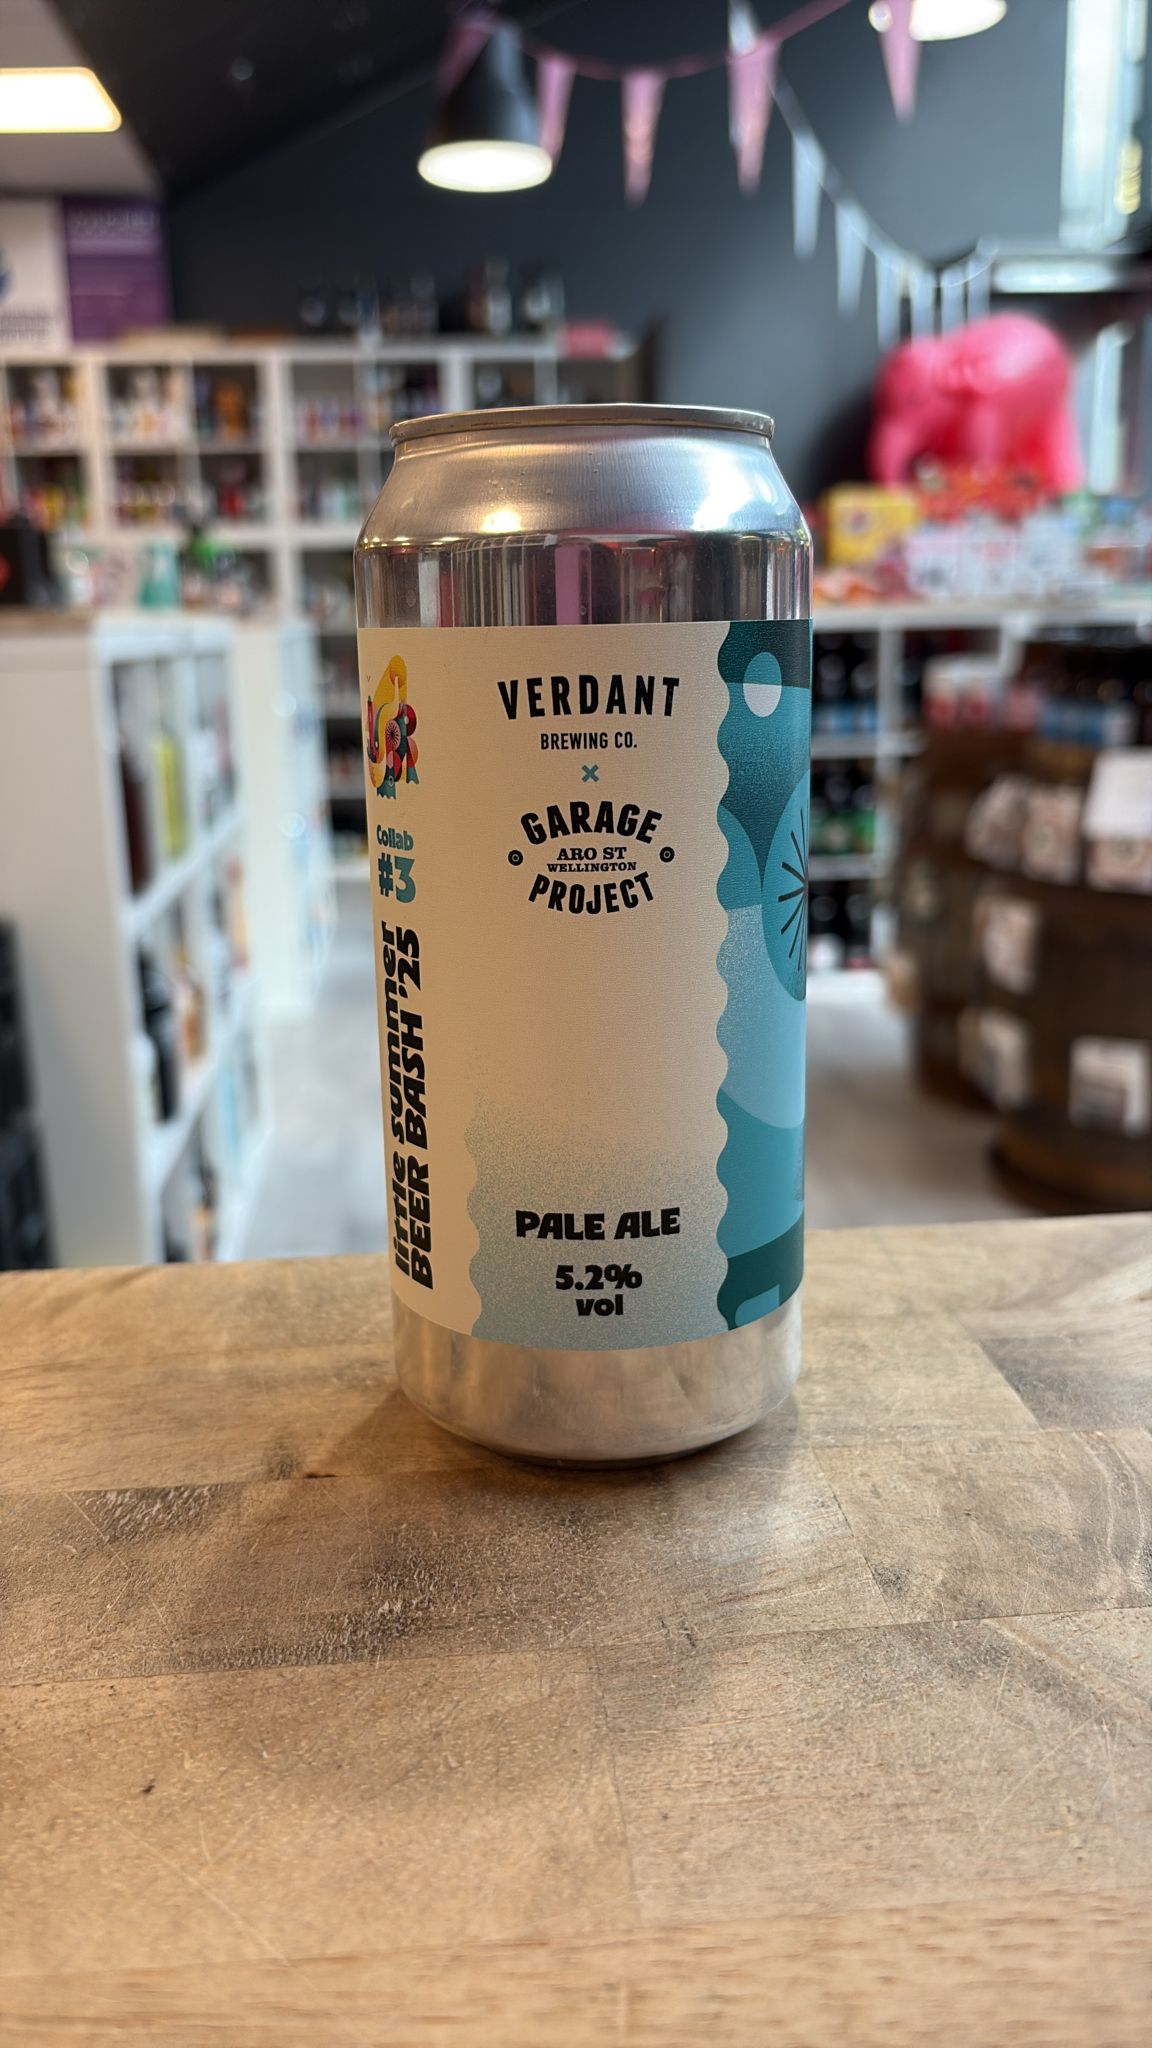 VERDANT
BREWING CO.
×
GARAGE
ARO ST
WELLINGTON
PROJECT
PALE ALE
5.2%
vol
Collab
#3
little summer
BEER BASH '25